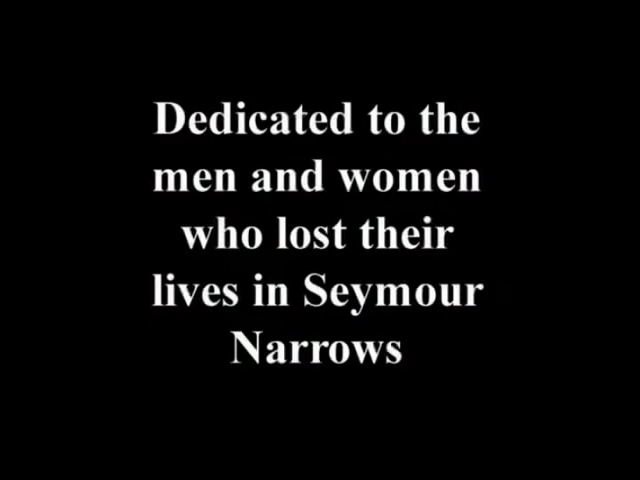 Dedicated to the
men and women
who lost their
lives in Seymour
Narrows